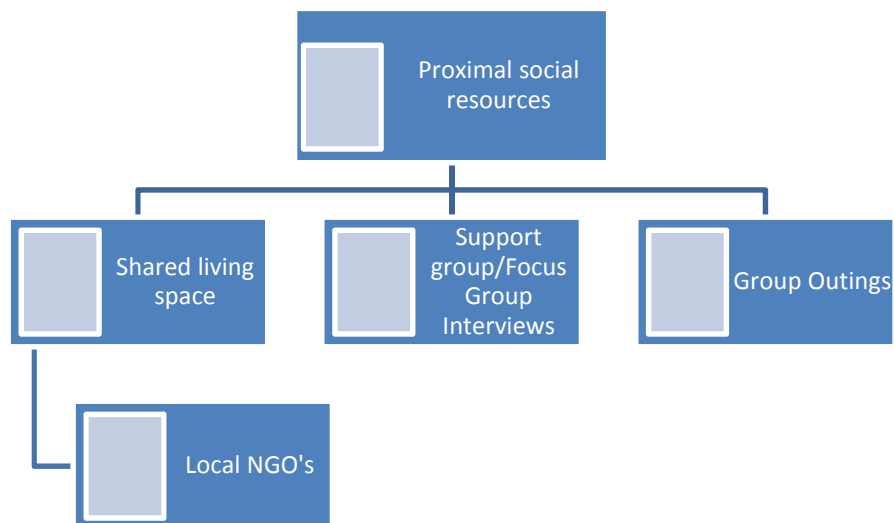 Proximal social
resources
Shared living
space
Support
group/Focus
Group
Interviews
Group Outings
Local NGO's